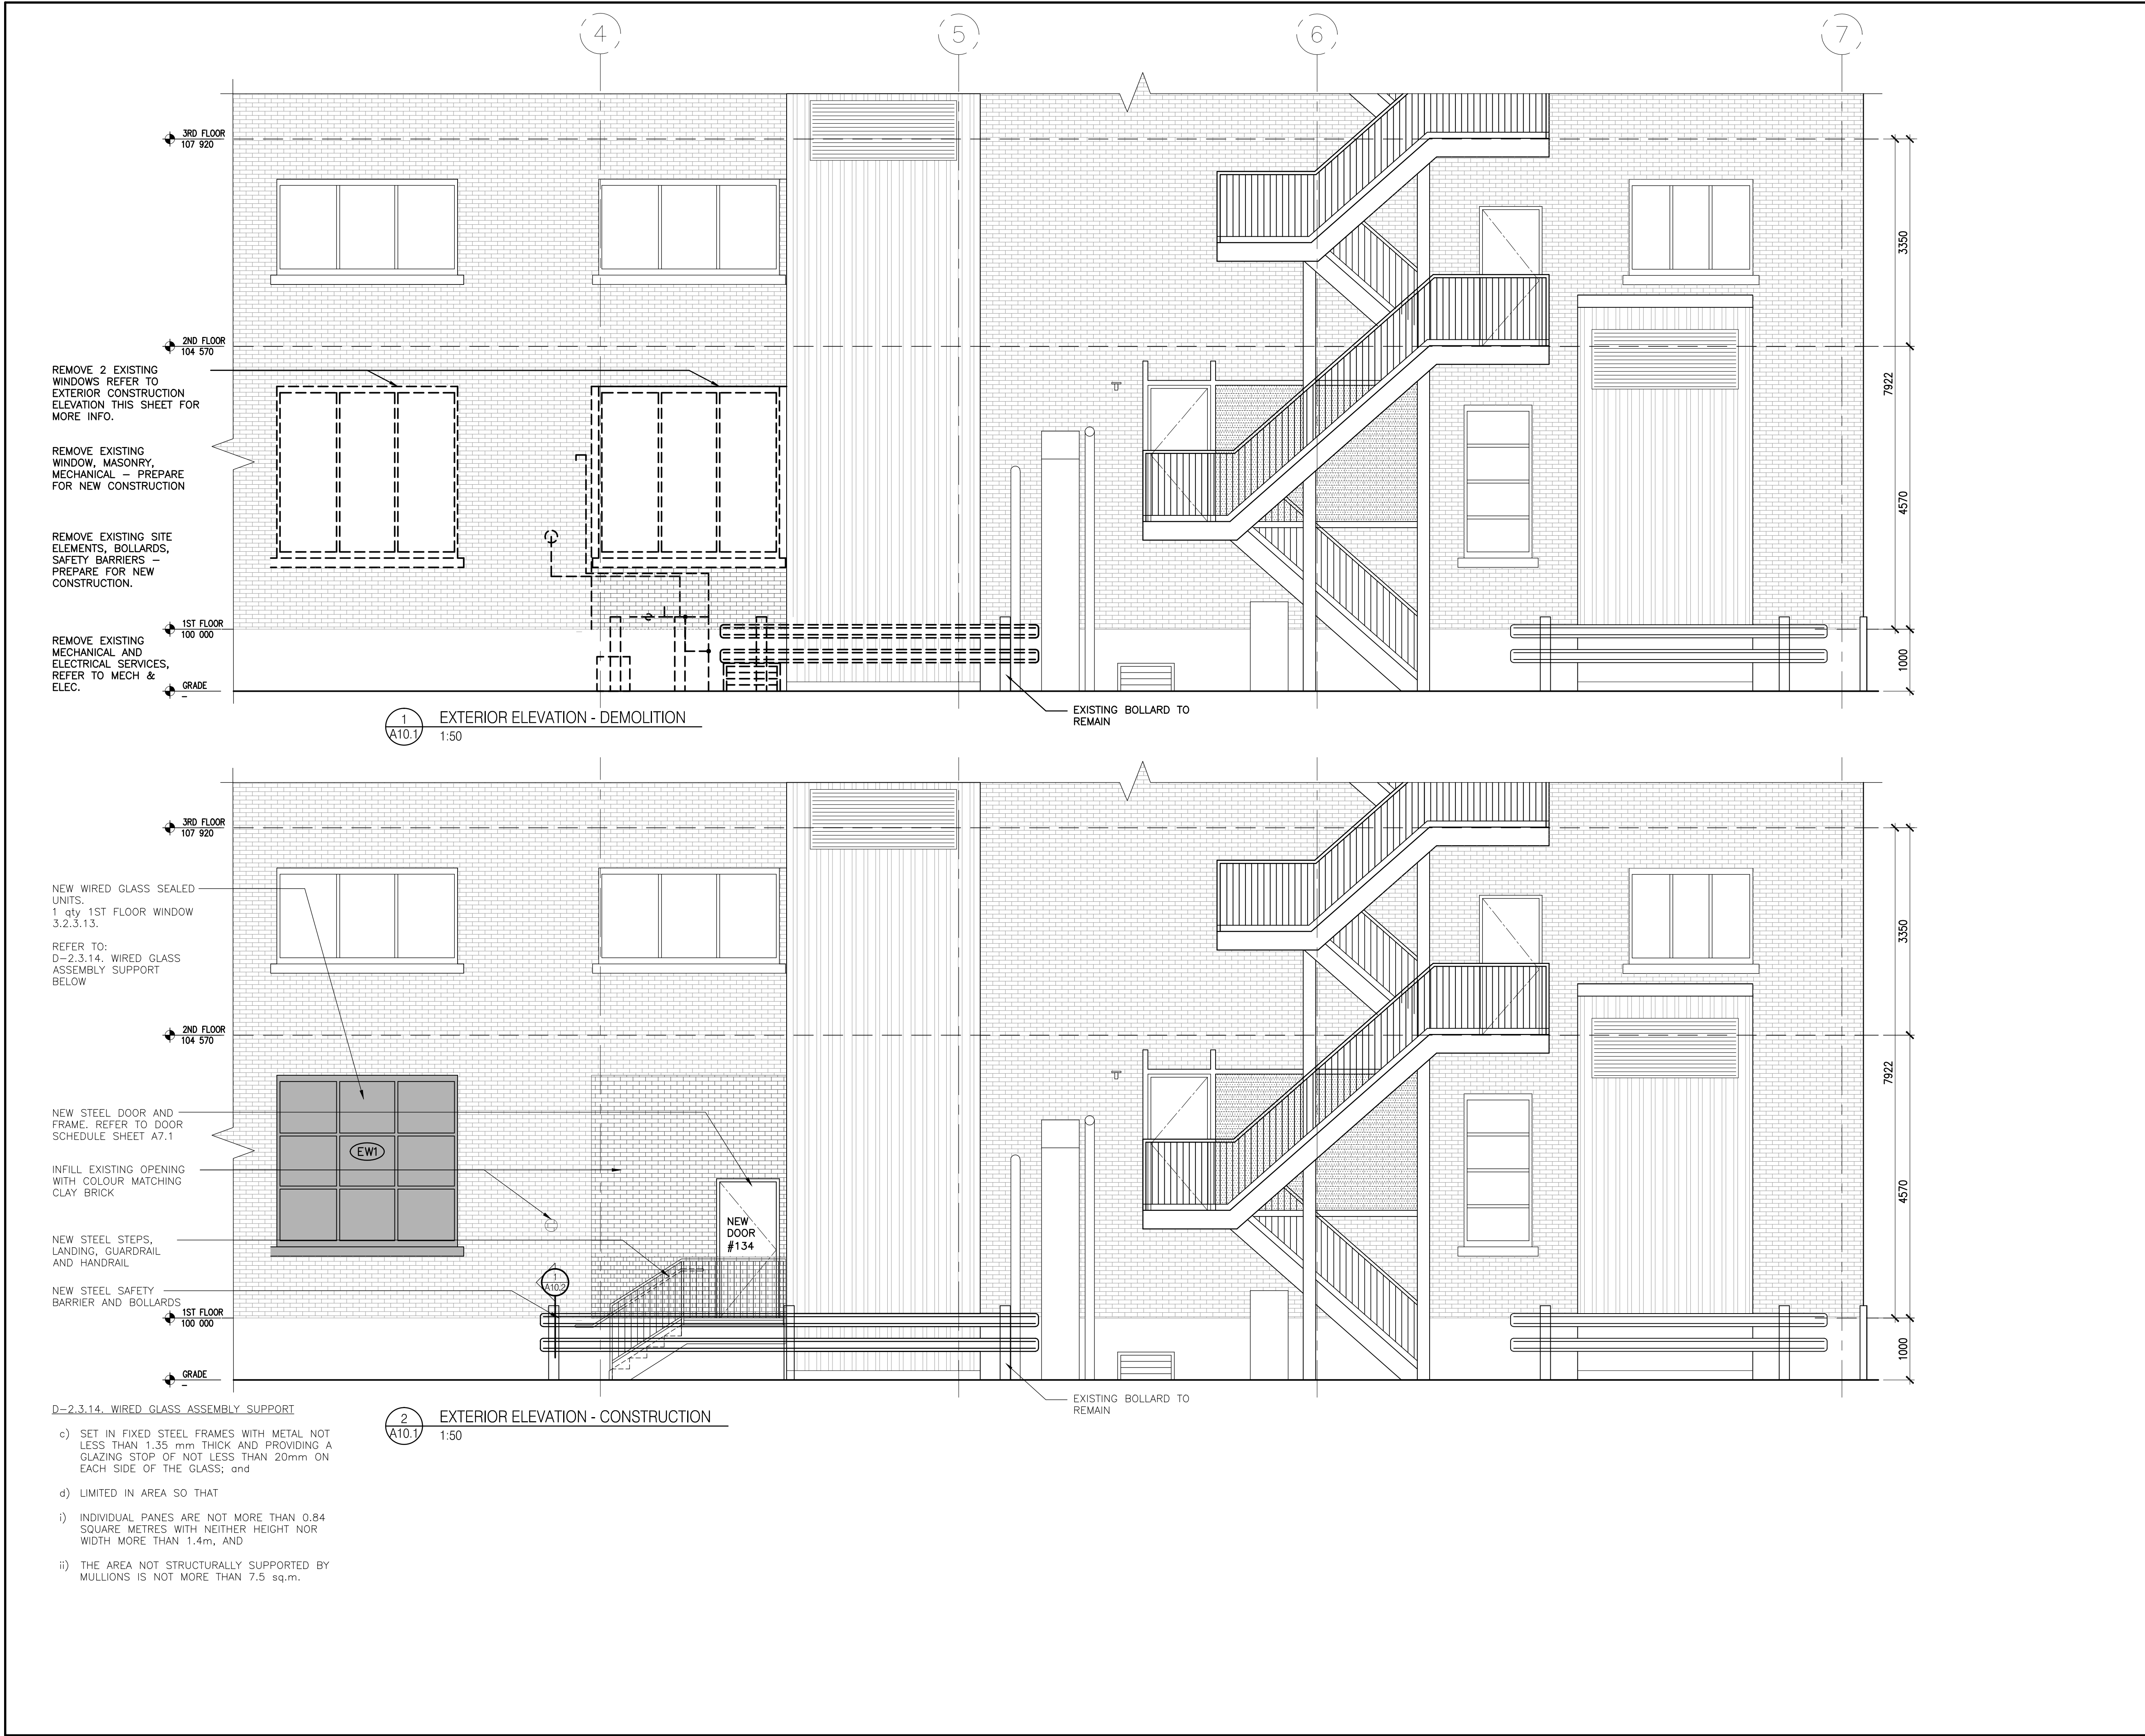 4
5
6
7
3RD FLOOR
107 920
2ND FLOOR
104 570
REMOVE 2 EXISTING
WINDOWS REFER TO
EXTERIOR CONSTRUCTION
ELEVATION THIS SHEET FOR
MORE INFO.
REMOVE EXISTING
WINDOW, MASONRY,
MECHANICAL – PREPARE
FOR NEW CONSTRUCTION
REMOVE EXISTING SITE
ELEMENTS, BOLLARDS,
SAFETY BARRIERS –
PREPARE FOR NEW
CONSTRUCTION.
1ST FLOOR
100 000
REMOVE EXISTING
MECHANICAL AND
ELECTRICAL SERVICES,
REFER TO MECH &
ELEC.
GRADE
–
3350
7922
4570
1000
EXISTING BOLLARD TO
REMAIN
1
A10.1
EXTERIOR ELEVATION - DEMOLITION
1:50
3RD FLOOR
107 920
NEW WIRED GLASS SEALED
UNITS.
1 qty 1ST FLOOR WINDOW
3.2.3.13.
REFER TO:
D–2.3.14. WIRED GLASS
ASSEMBLY SUPPORT
BELOW
2ND FLOOR
104 570
NEW STEEL DOOR AND
FRAME. REFER TO DOOR
SCHEDULE SHEET A7.1
EW1
INFILL EXISTING OPENING
WITH COLOUR MATCHING
CLAY BRICK
NEW
DOOR
#134
NEW STEEL STEPS,
LANDING, GUARDRAIL
AND HANDRAIL
1
A10.2
NEW STEEL SAFETY
BARRIER AND BOLLARDS
1ST FLOOR
100 000
GRADE
–
3350
7922
4570
1000
EXISTING BOLLARD TO
REMAIN
2
A10.1
EXTERIOR ELEVATION - CONSTRUCTION
1:50
D–2.3.14. WIRED GLASS ASSEMBLY SUPPORT
c) SET IN FIXED STEEL FRAMES WITH METAL NOT
LESS THAN 1.35 mm THICK AND PROVIDING A
GLAZING STOP OF NOT LESS THAN 20mm ON
EACH SIDE OF THE GLASS; and
d) LIMITED IN AREA SO THAT
i) INDIVIDUAL PANES ARE NOT MORE THAN 0.84
SQUARE METRES WITH NEITHER HEIGHT NOR
WIDTH MORE THAN 1.4m, AND
ii) THE AREA NOT STRUCTURALLY SUPPORTED BY
MULLIONS IS NOT MORE THAN 7.5 sq.m.